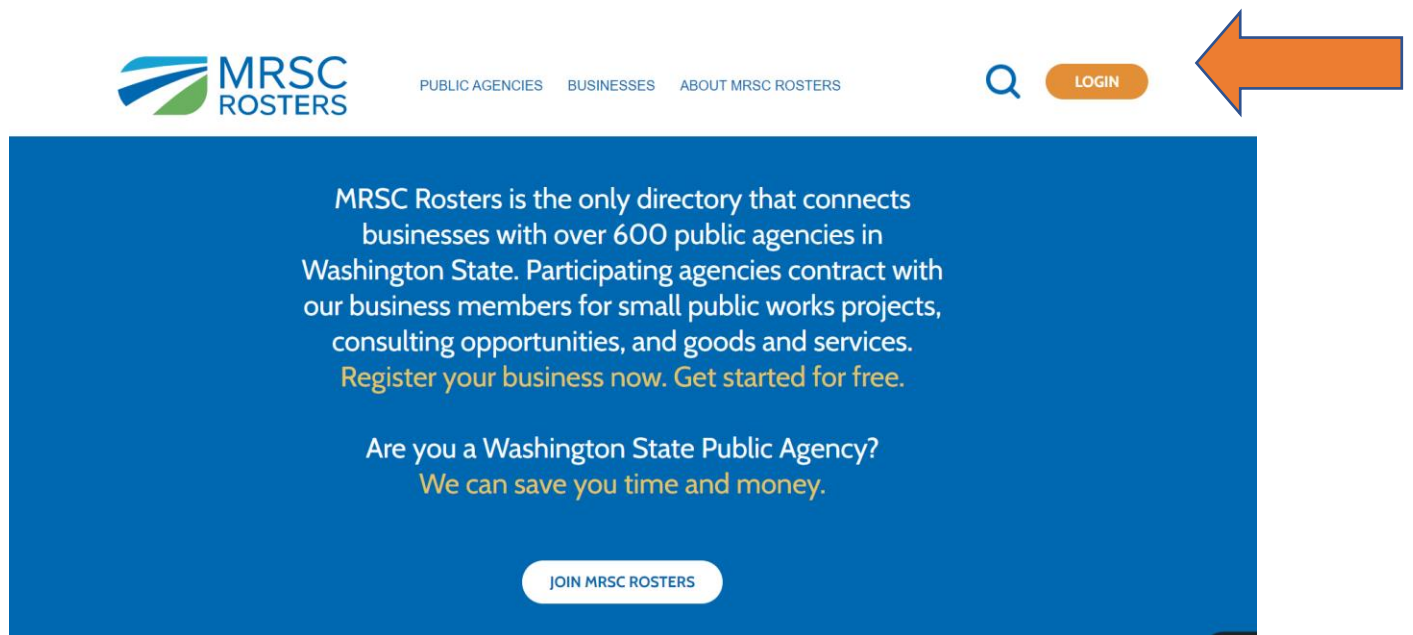 MRSC
ROSTERS
PUBLIC AGENCIES BUSINESSES ABOUT MRSC ROSTERS
LOGIN
MRSC Rosters is the only directory that connects
businesses with over 600 public agencies in
Washington State. Participating agencies contract with
our business members for small public works projects,
consulting opportunities, and goods and services.
Register your business now. Get started for free.
Are you a Washington State Public Agency?
We can save you time and money.
JOIN MRSC ROSTERS